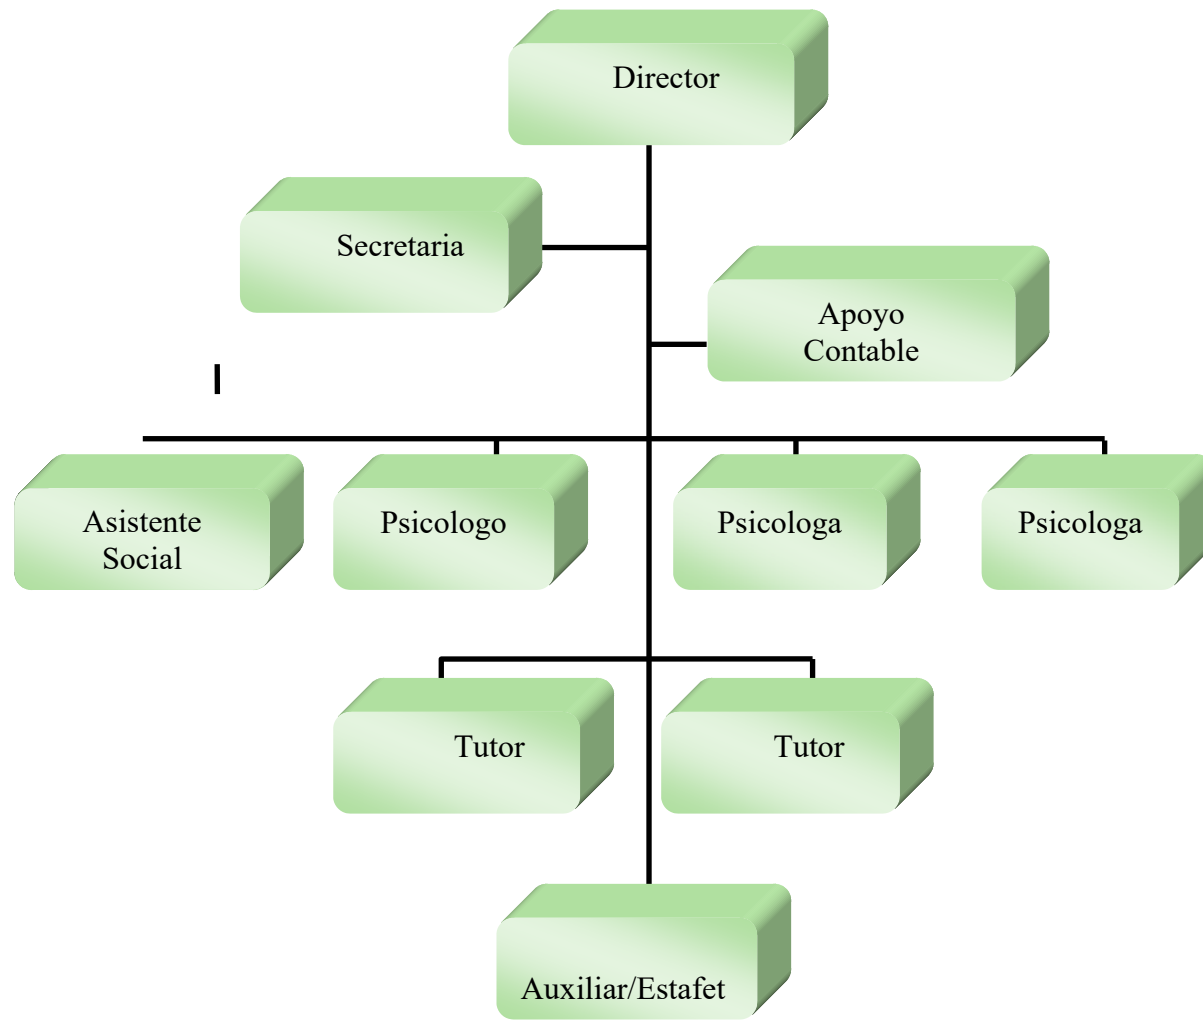 Director
Secretaria
Apoyo
Contable
Asistente
Social
Psicologo
Psicologa
Psicologa
Tutor
Tutor
Auxiliar/Estafet